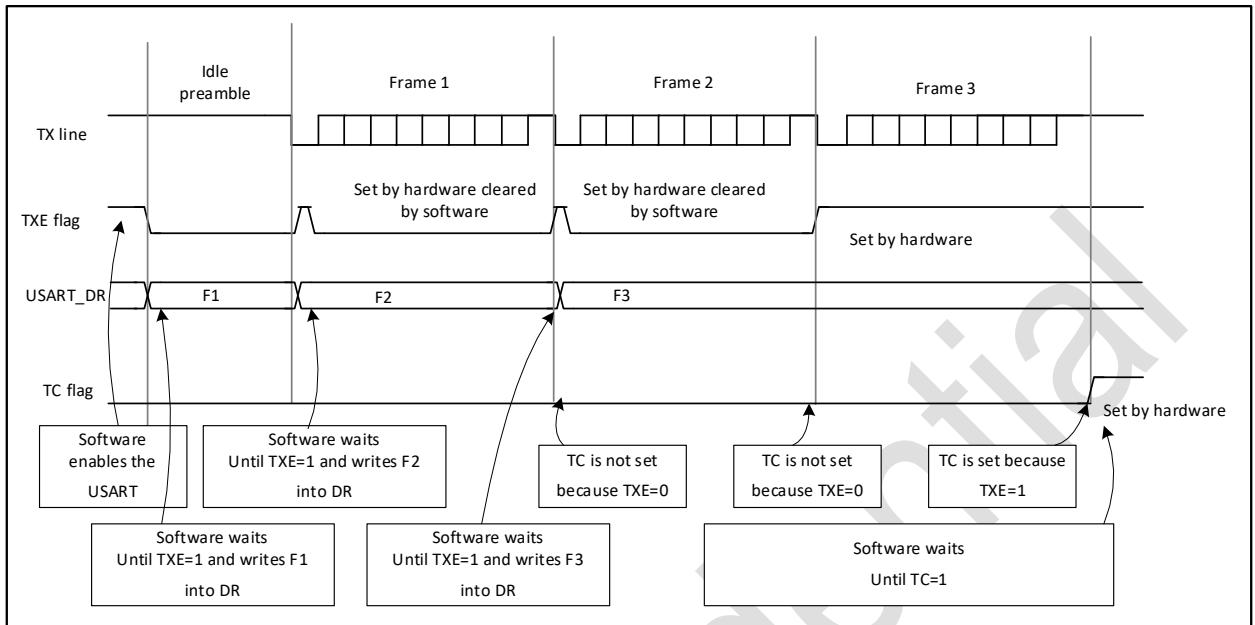 Idle
preamble
Frame 1
Frame 2
Frame 3
TX line
Set by hardware cleared
by software
Set by hardware cleared
by software
TXE flag
Set by hardware
USART_DR
F1
F2
F3
TC flag
Set by hardware
Software
enables the
USART
Software waits
Until TXE=1 and writes F2
into DR
TC is not set
because TXE=0
TC is not set
because TXE=0
TC is set because
TXE=1
Software waits
Until TXE=1 and writes F1
into DR
Software waits
Until TXE=1 and writes F3
into DR
Software waits
Until TC=1